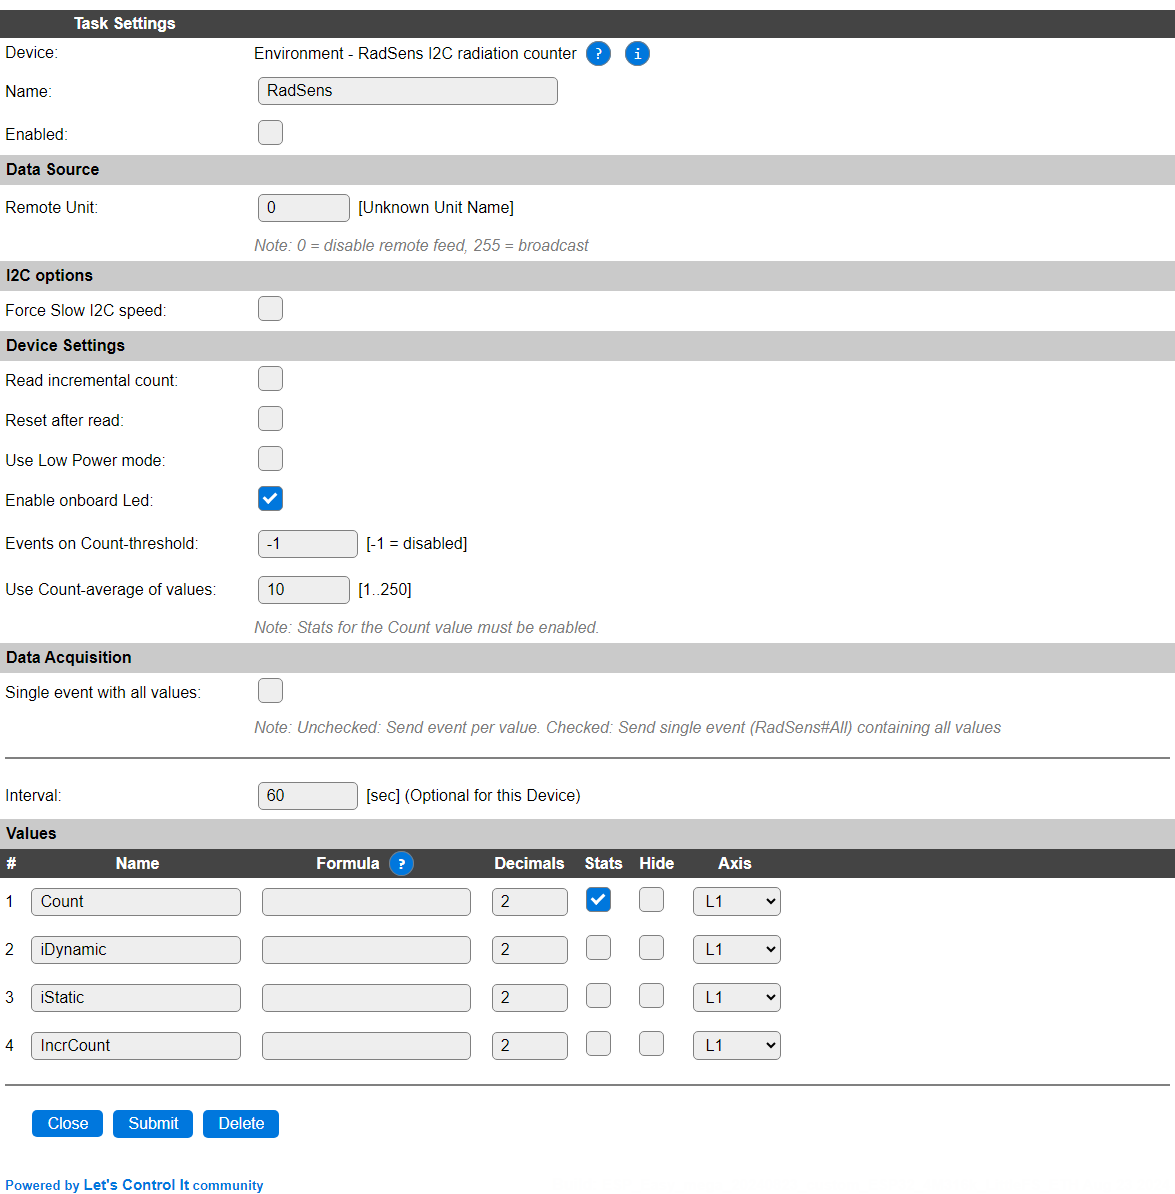 Task Settings
Device: Environment - RadSens I2C radiation counter ? i
Name: RadSens
Enabled:
Data Source
Remote Unit: 0 [Unknown Unit Name]
Note: 0 = disable remote feed, 255 = broadcast
I2C options
Force Slow I2C speed:
Device Settings
Read incremental count:
Reset after read:
Use Low Power mode:
Enable onboard Led:
Events on Count-threshold: -1 [-1 = disabled]
Use Count-average of values: 10 [1..250]
Note: Stats for the Count value must be enabled.
Data Acquisition
Single event with all values:
Note: Unchecked: Send event per value. Checked: Send single event (RadSens#All) containing all values
Interval: 60 [sec] (Optional for this Device)
Values
# Name Formula ? Decimals Stats Hide Axis
1 Count 2 L1
2 iDynamic 2 L1
3 iStatic 2 L1
4 IncrCount 2 L1
Close Submit Delete
Powered by Let's Control It community